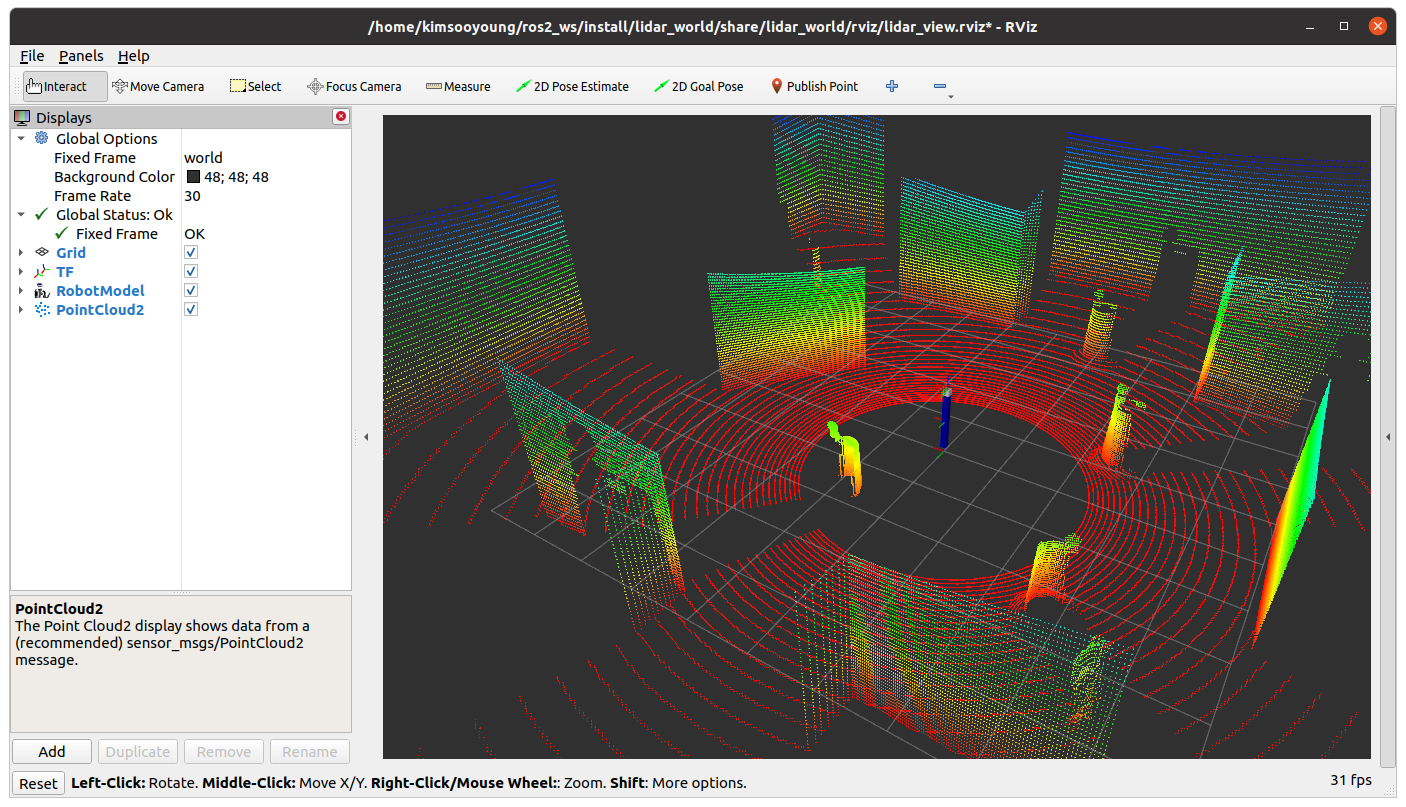 /home/kimsooyoung/ros2_ws/install/lidar_world/share/lidar_world/rviz/lidar_view.rviz* - RViz
File Panels Help
Interact Move Camera Select Focus Camera Measure 2D Pose Estimate 2D Goal Pose Publish Point
Displays
Global Options
Fixed Frame world
Background Color 48; 48; 48
Frame Rate 30
Global Status: Ok
Fixed Frame OK
Grid
TF
RobotModel
PointCloud2
PointCloud2
The Point Cloud2 display shows data from a
(recommended) sensor_msgs/PointCloud2
message.
Add Duplicate Remove Rename
Reset Left-Click: Rotate. Middle-Click: Move X/Y. Right-Click/Mouse Wheel:: Zoom. Shift: More options. 31 fps